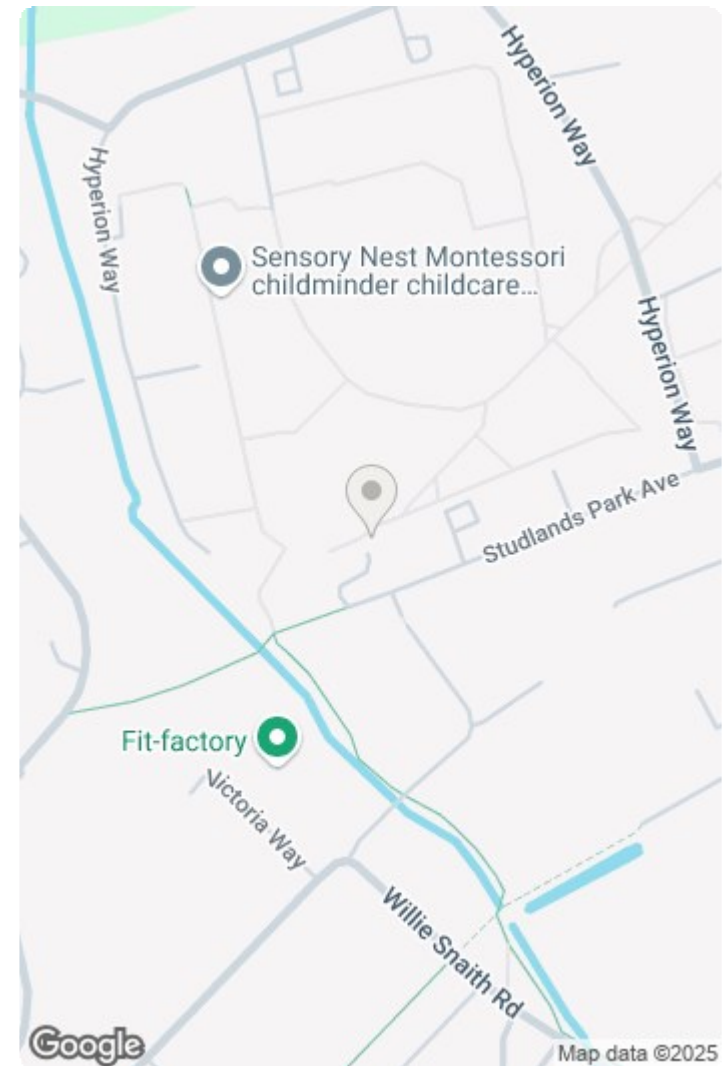 Hyperion Way
Hyperion Way
Sensory Nest Montessori
childminder childcare...
Hyperion Way
Studlands Park Ave
Fit-factory
Victoria Way
Willie Snaith Rd
Google
Map data ©2025